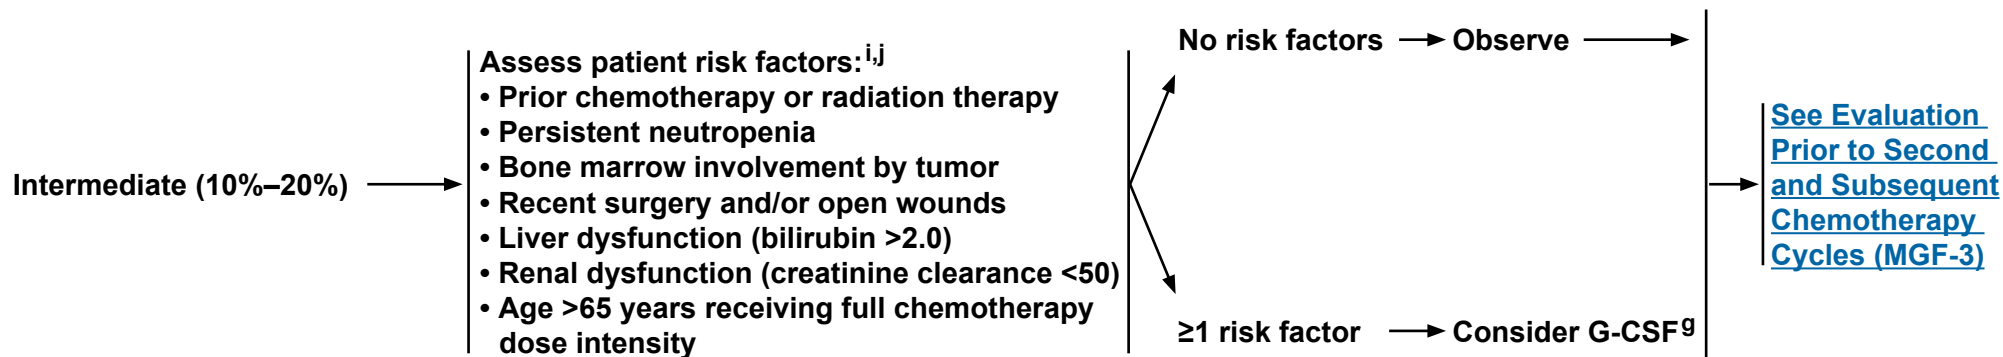 Intermediate (10%–20%)
Assess patient risk factors:i,j
• Prior chemotherapy or radiation therapy
• Persistent neutropenia
• Bone marrow involvement by tumor
• Recent surgery and/or open wounds
• Liver dysfunction (bilirubin >2.0)
• Renal dysfunction (creatinine clearance <50)
• Age >65 years receiving full chemotherapy
dose intensity
No risk factors
Observe
≥1 risk factor
Consider G-CSFg
See Evaluation
Prior to Second
and Subsequent
Chemotherapy
Cycles (MGF-3)